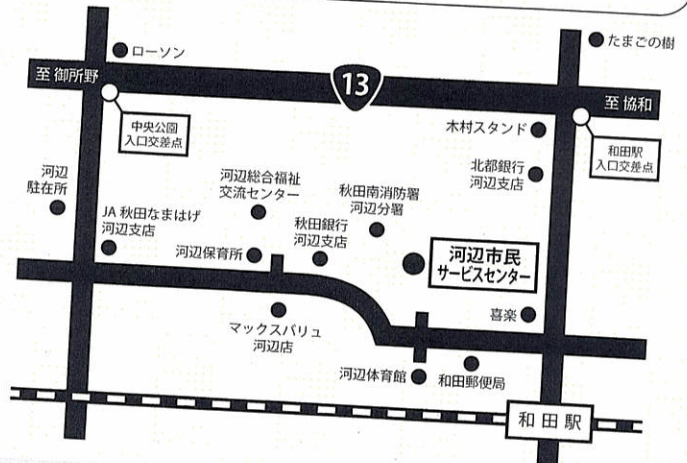 たまごの樹
ローソン
至 御所野
13
至 協和
中央公園
入口交差点
木村スタンド
和田駅
入口交差点
北都銀行
河辺支店
河辺
駐在所
河辺総合福祉
交流センター
秋田南消防署
河辺分署
JA 秋田なまはげ
河辺支店
秋田銀行
河辺支店
河辺保育所
河辺市民
サービスセンター
喜楽
マックスバリュ
河辺店
河辺体育館
和田郵便局
和田駅